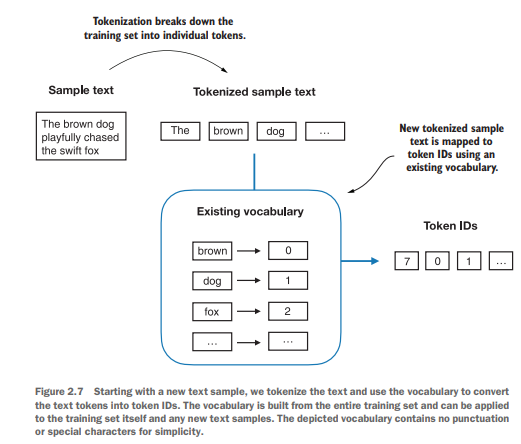 Tokenization breaks down the
training set into individual tokens.
Sample text
Tokenized sample text
The brown dog
playfully chased
the swift fox
The brown dog ...
New tokenized sample
text is mapped to
token IDs using an
existing vocabulary.
Existing vocabulary
Token IDs
brown 0
7 0 1 ...
dog 1
fox 2
... ...
Figure 2.7 Starting with a new text sample, we tokenize the text and use the vocabulary to convert
the text tokens into token IDs. The vocabulary is built from the entire training set and can be applied
to the training set itself and any new text samples. The depicted vocabulary contains no punctuation
or special characters for simplicity.